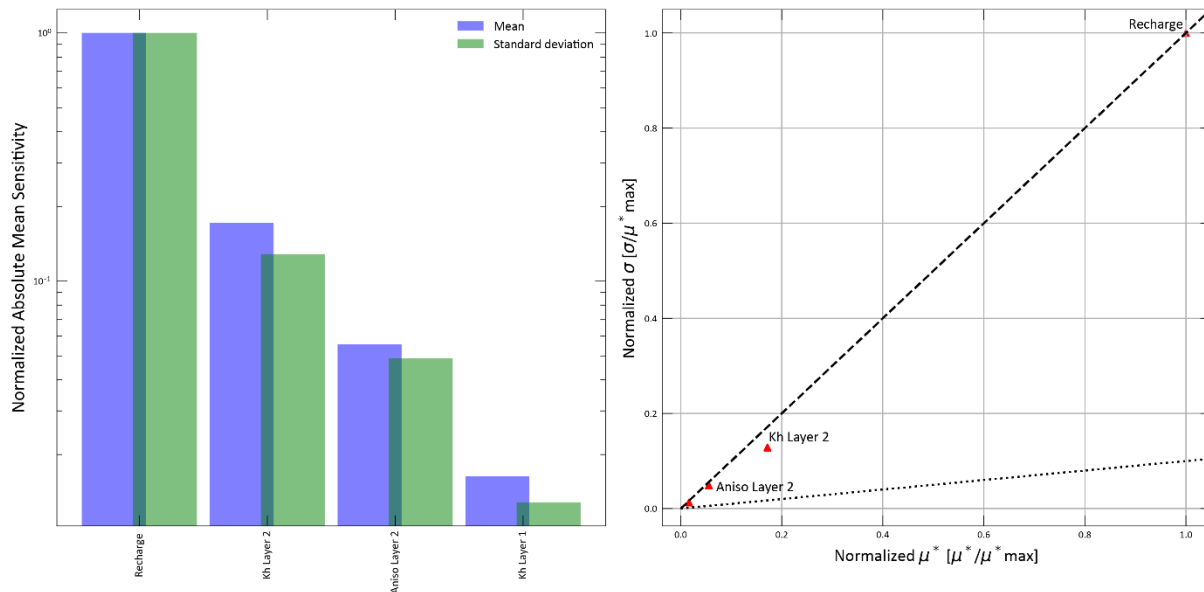 Mean
Standard deviation
Normalized Absolute Mean Sensitivity
10⁰
10⁻¹
Recharge
Kh Layer 2
Aniso Layer 2
Kh Layer 1
Normalized σ [σ/μ* max]
1.0
0.8
0.6
0.4
0.2
0.0
Recharge
Kh Layer 2
Aniso Layer 2
0.0 0.2 0.4 0.6 0.8 1.0
Normalized μ* [μ*/μ* max]